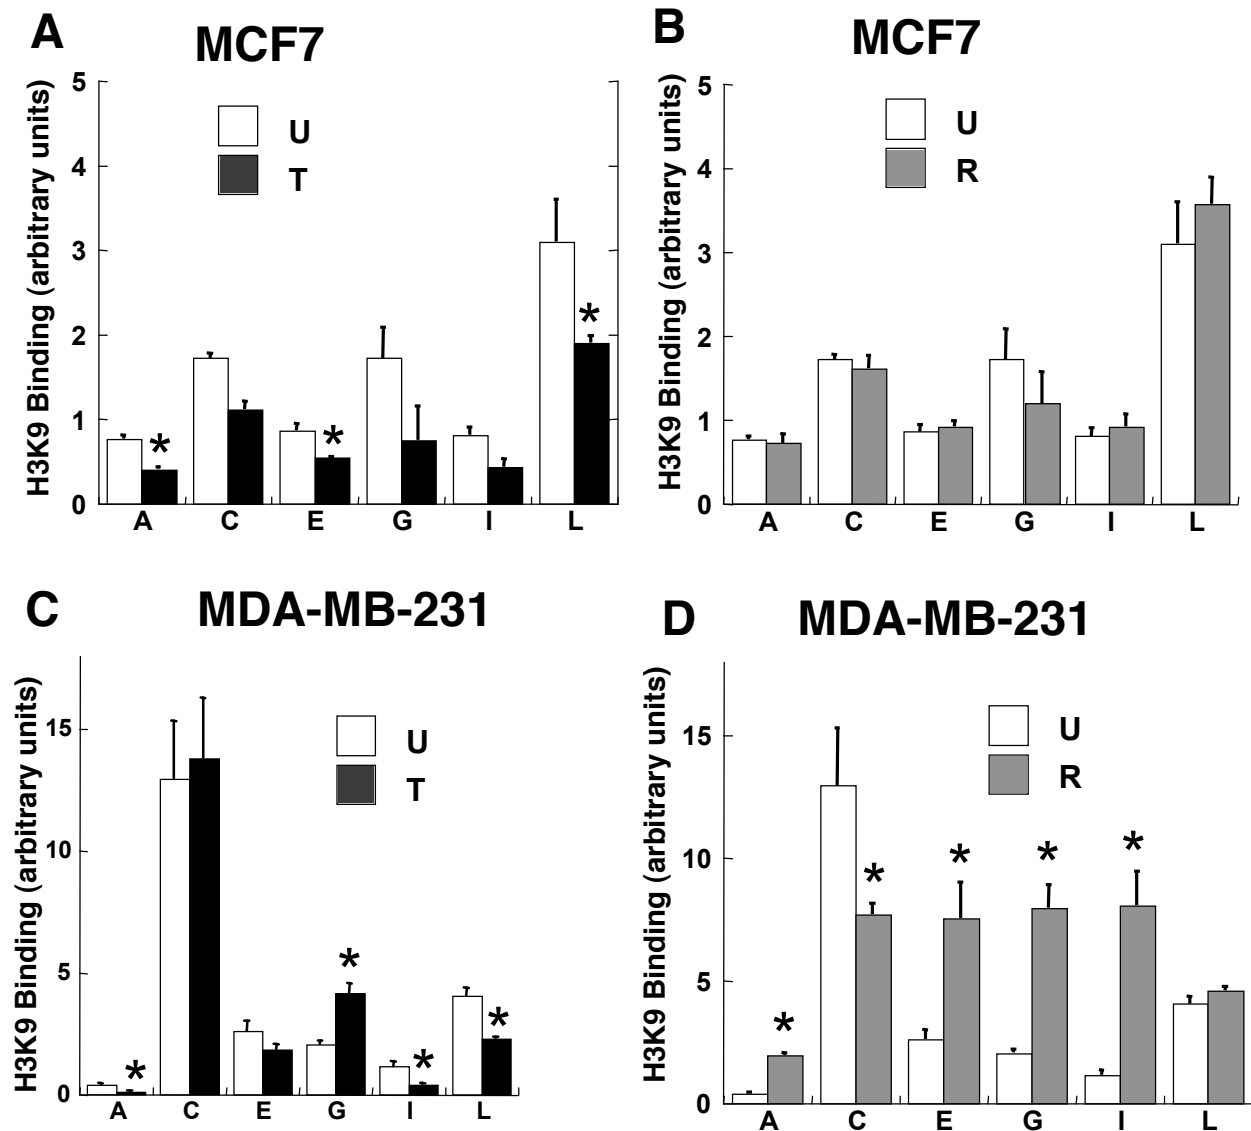 A
MCF7
H3K9 Binding (arbitrary units)
5
4
3
2
1
0
U
T
*
*
*
A C E G I L
B
MCF7
H3K9 Binding (arbitrary units)
5
4
3
2
1
0
U
R
A C E G I L
C
MDA-MB-231
H3K9 Binding (arbitrary units)
15
10
5
0
U
T
*
*
*
*
A C E G I L
D
MDA-MB-231
H3K9 Binding (arbitrary units)
15
10
5
0
U
R
*
*
*
*
*
A C E G I L